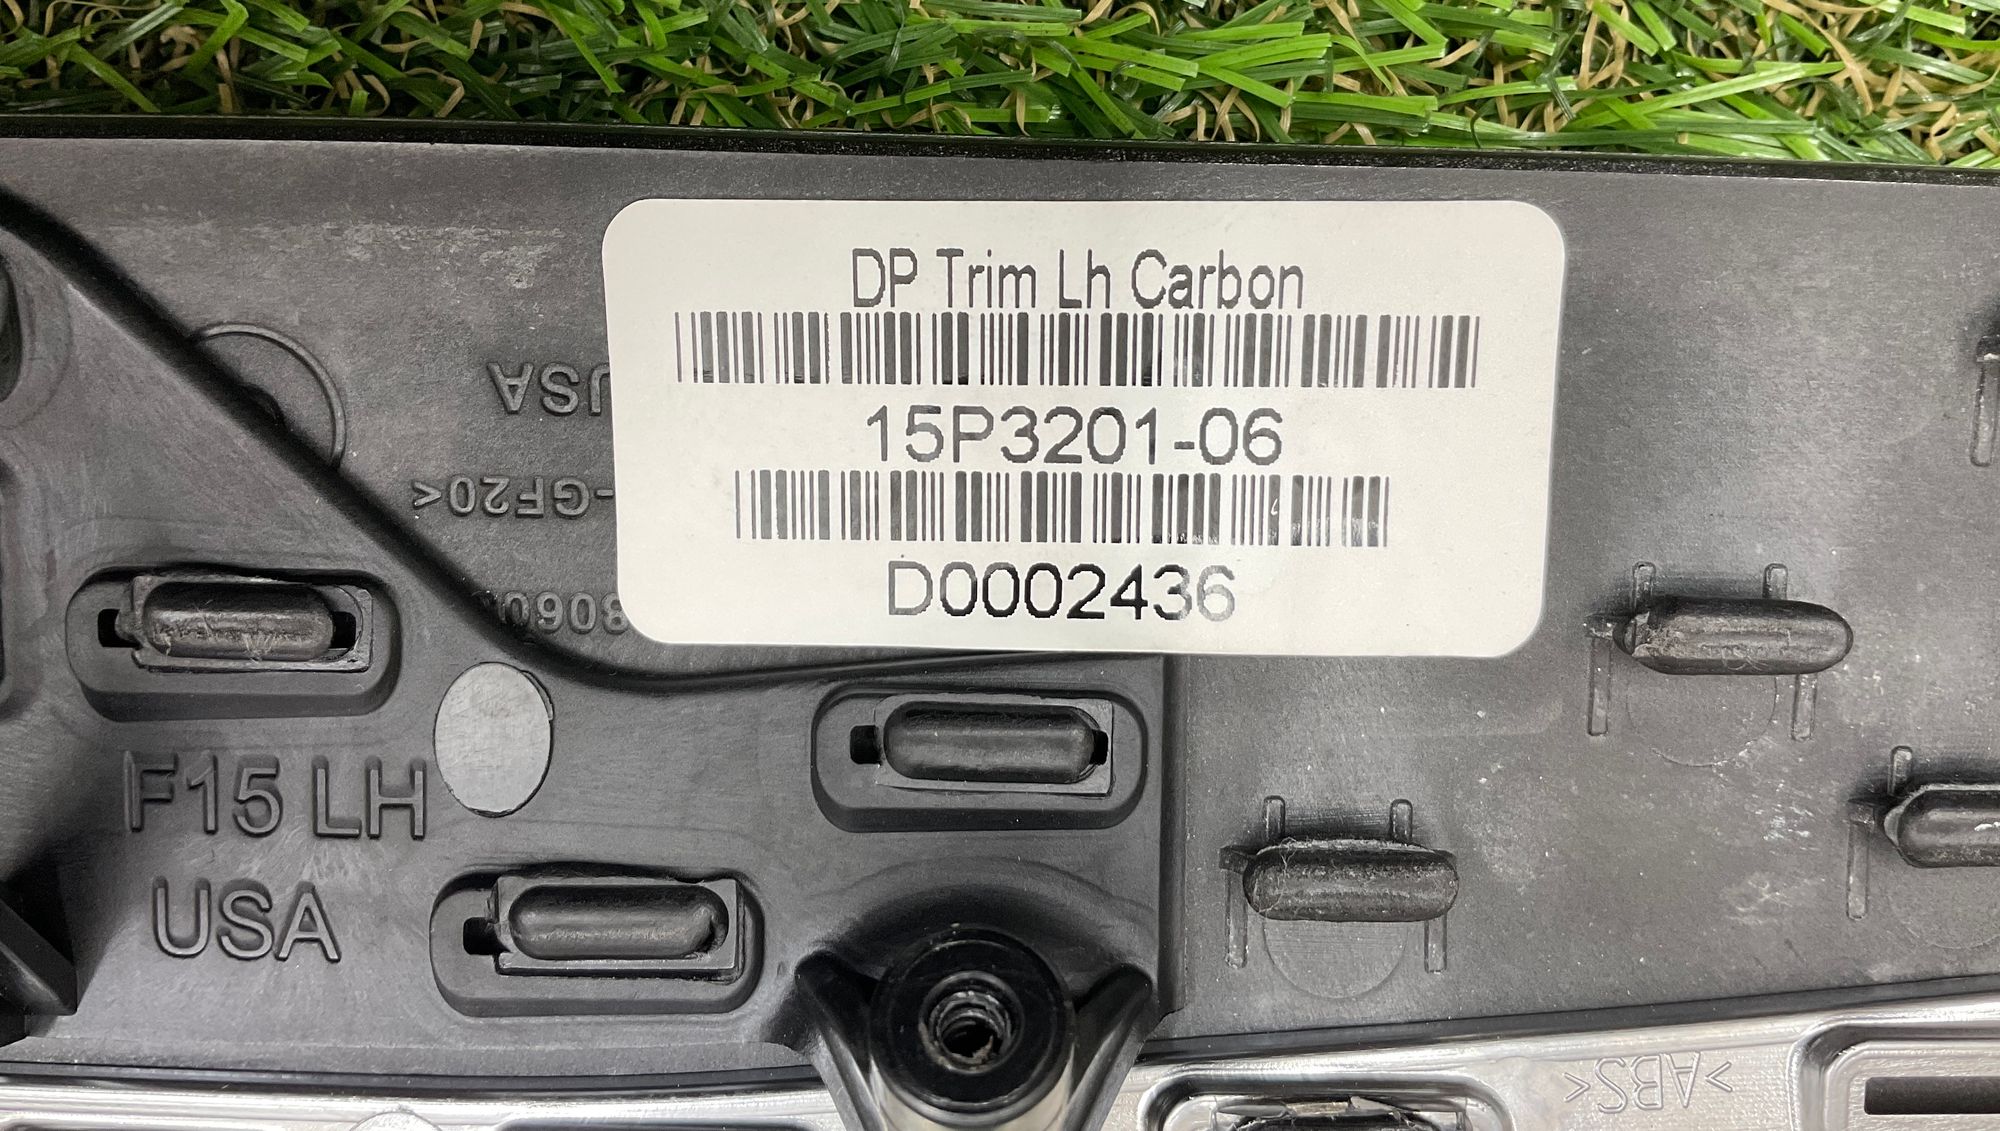 DP Trim Lh Carbon
15P3201-06
D0002436
USA
-GF20<
F15 LH
USA
>ABS<